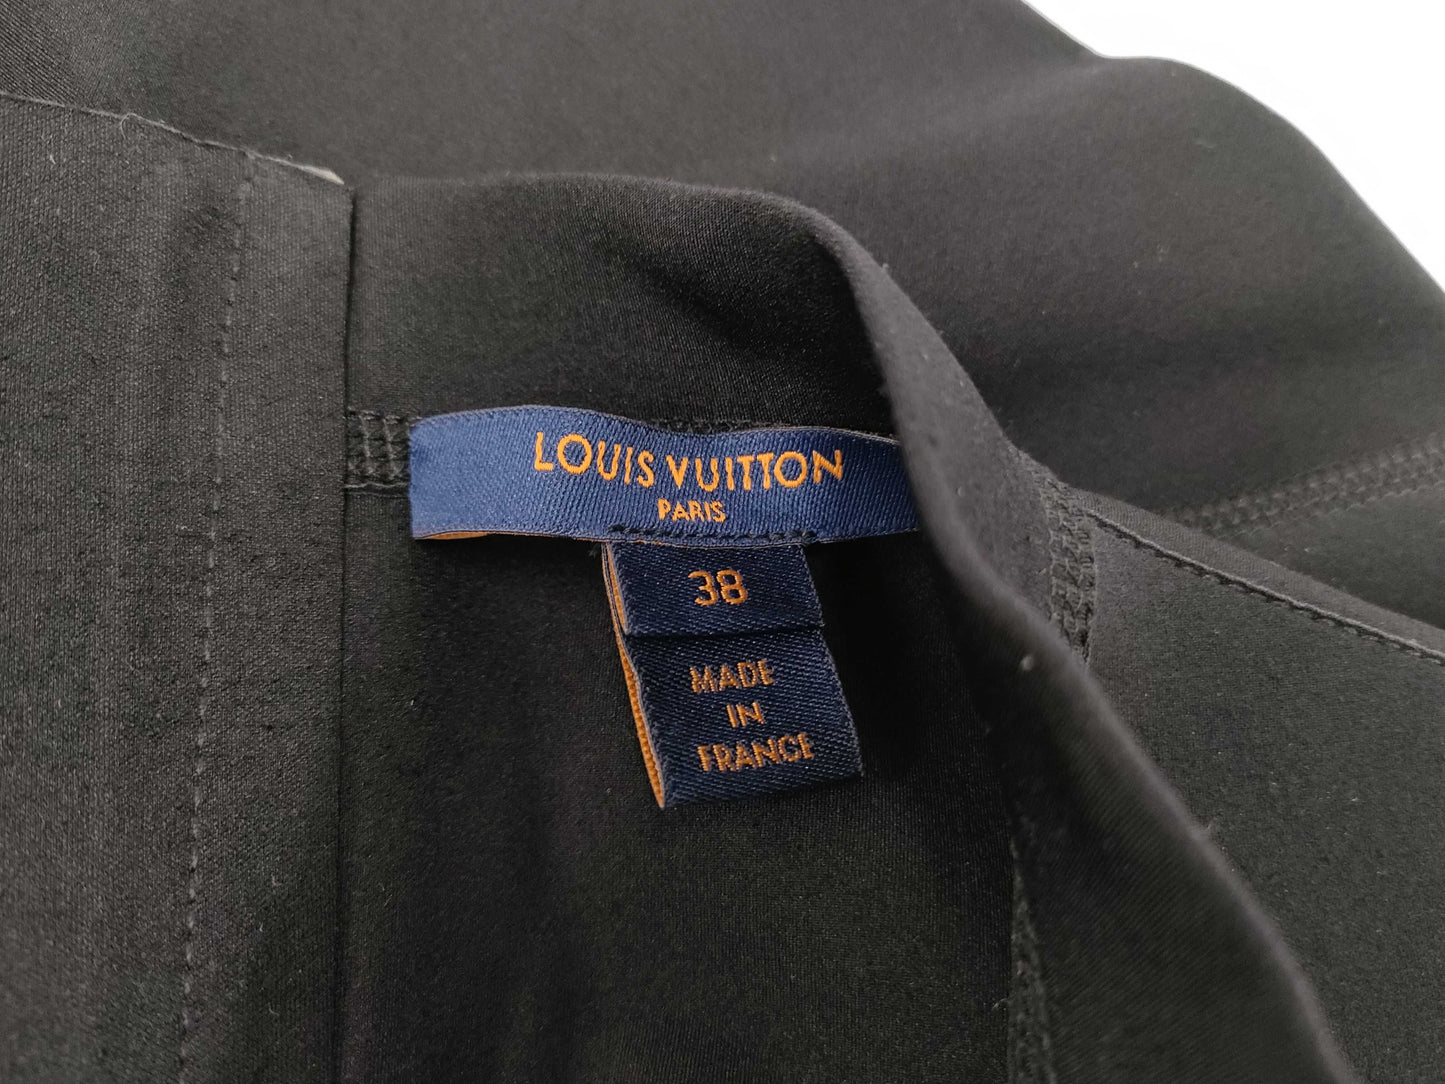 LOUIS VUITTON
PARIS
38
MADE
IN
FRANCE